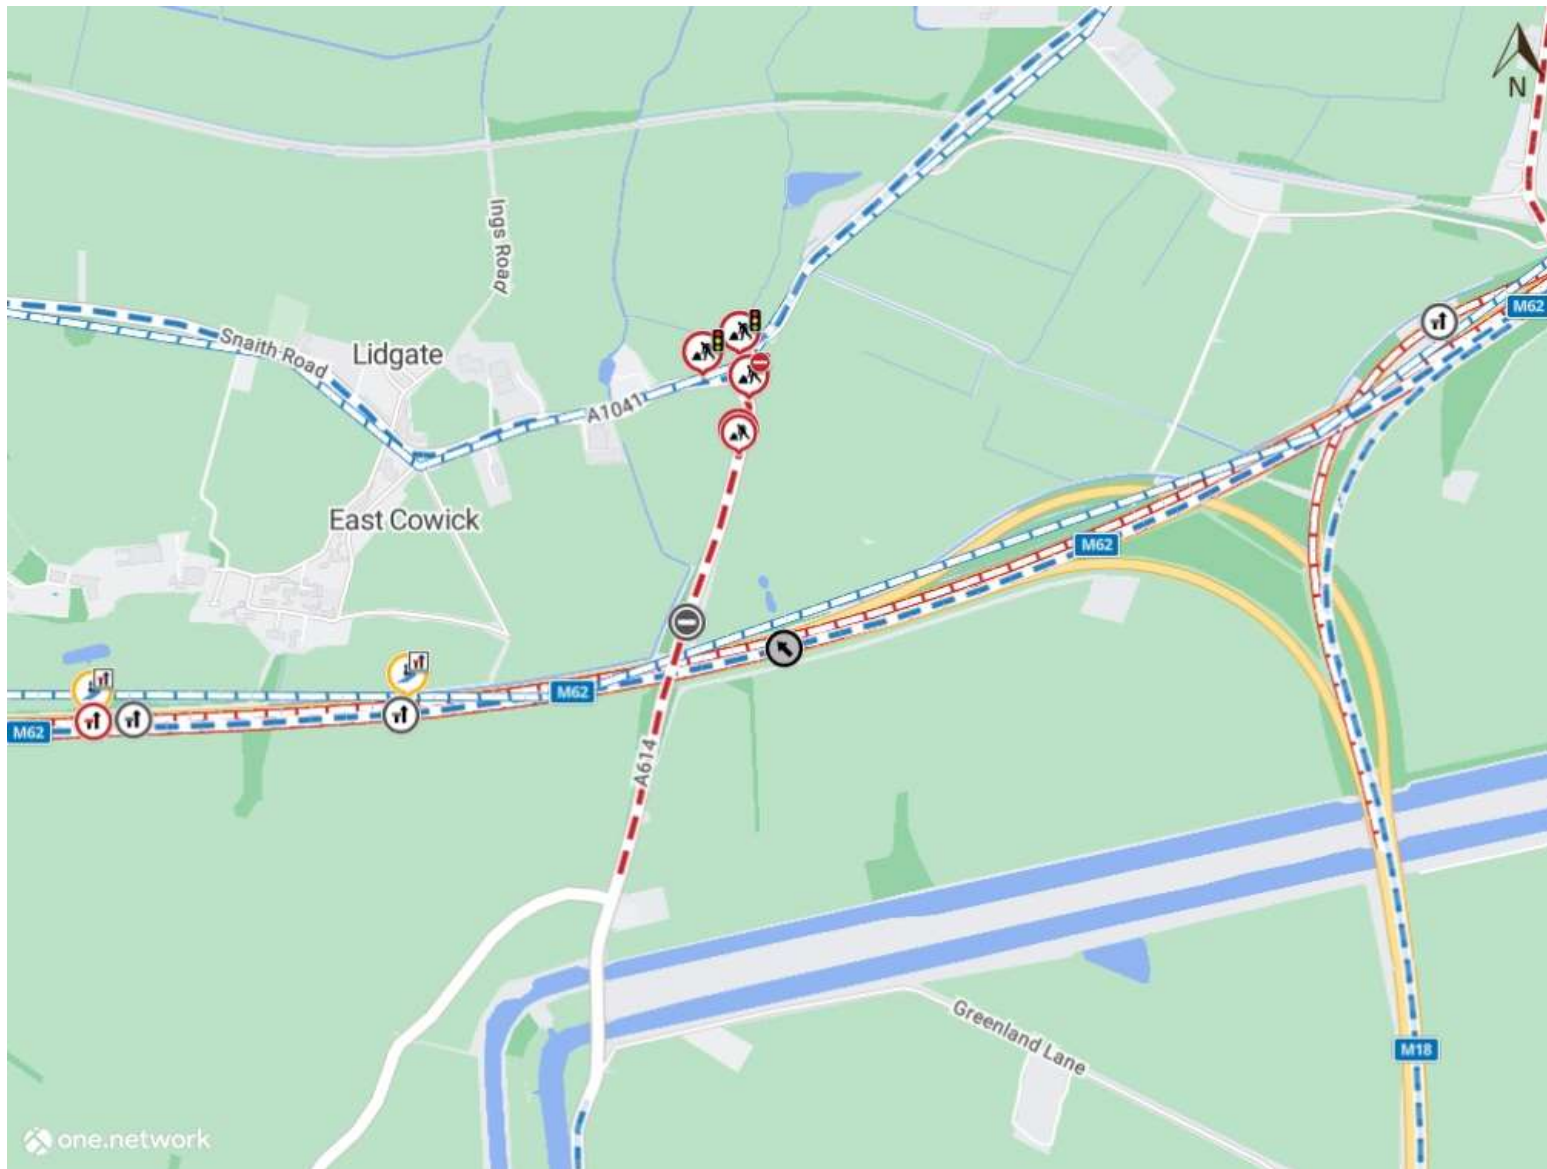 N
Ings Road
M62
Snaith Road
Lidgate
A1041
East Cowick
M62
M62
M62
A614
Greenland Lane
M18
one.network